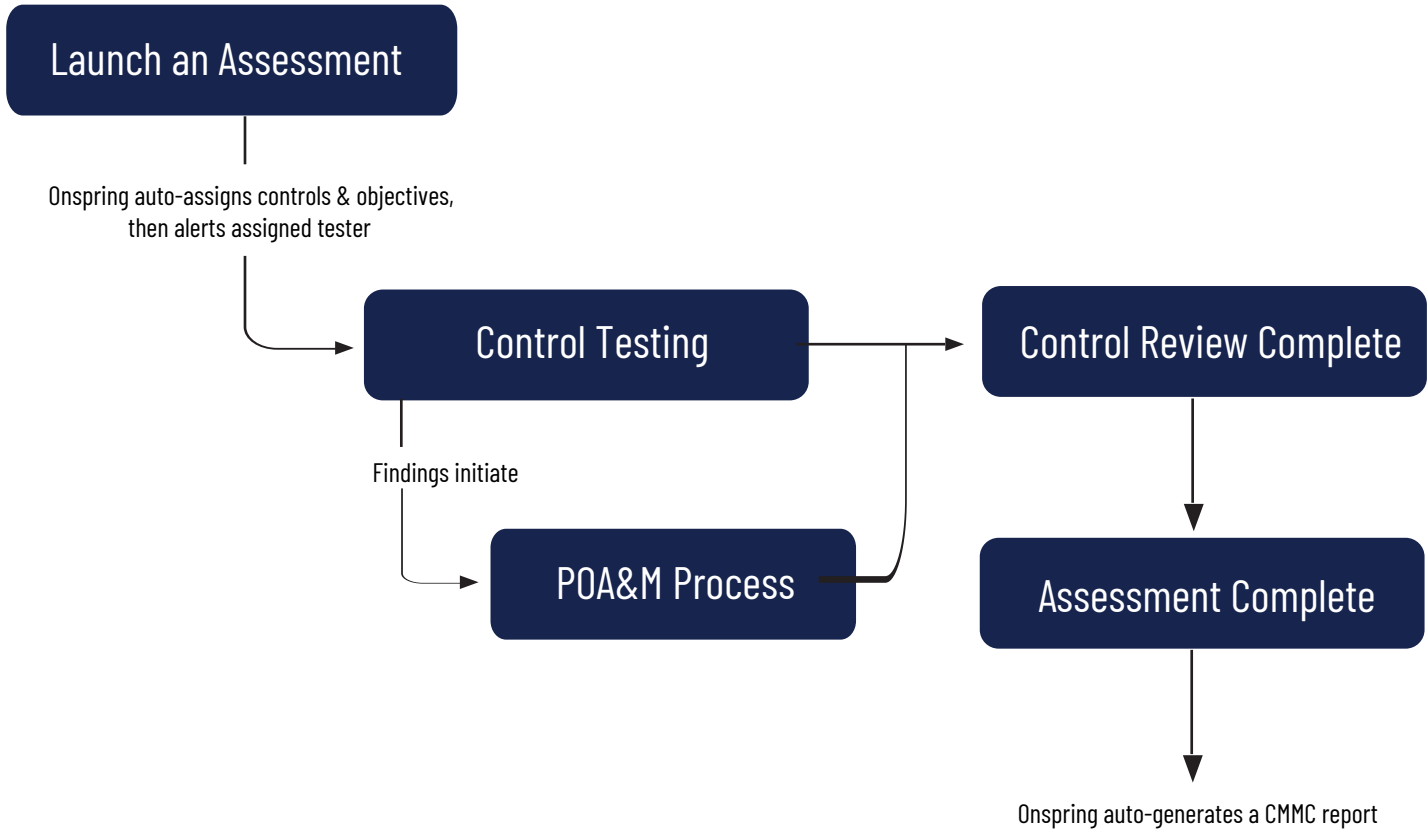 Launch an Assessment
Onspring auto-assigns controls & objectives,
then alerts assigned tester
Control Testing
Control Review Complete
Findings initiate
POA&M Process
Assessment Complete
Onspring auto-generates a CMMC report